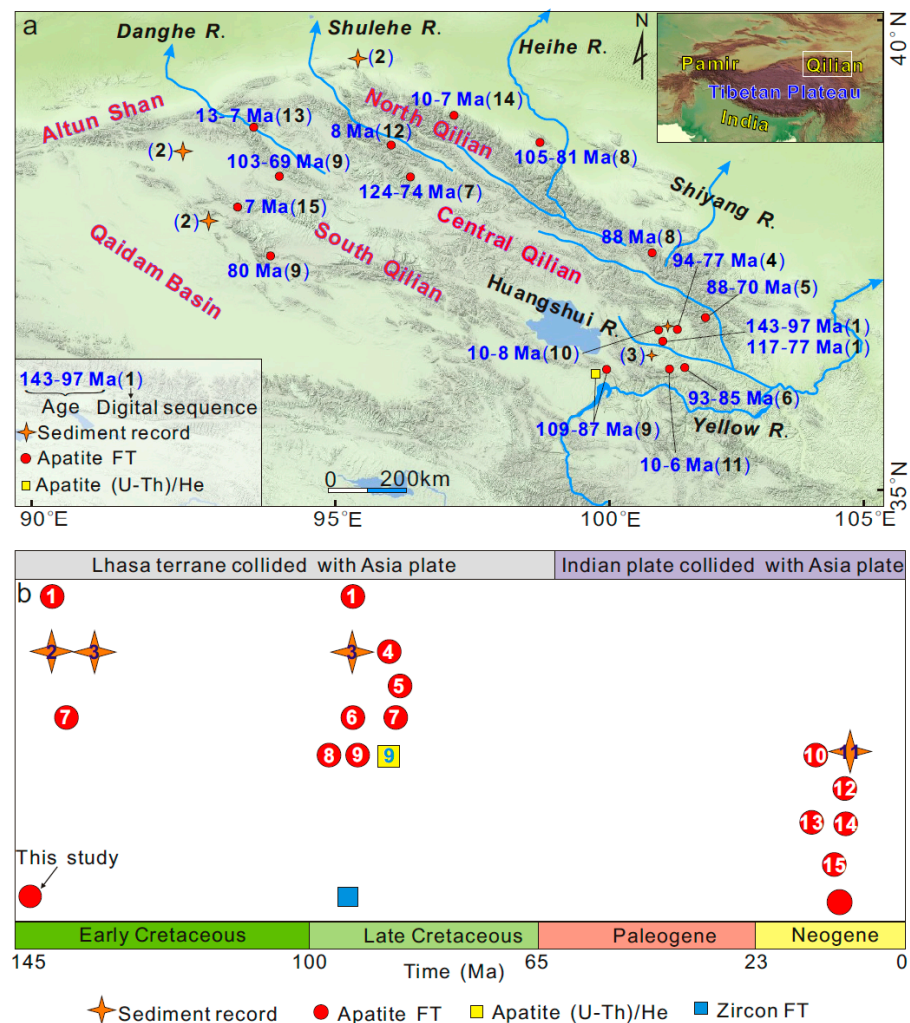 a
Danghe R.
Shulehe R.
(2)
Heihe R.
N
40°N
Pamir
Qilian
Tibetan Plateau
India
Altun Shan
13-7 Ma(13)
10-7 Ma(14)
North Qilian
8 Ma(12)
(2)
103-69 Ma(9)
105-81 Ma(8)
124-74 Ma(7)
Shiyang R.
7 Ma(15)
(2)
Central Qilian
88 Ma(8)
South Qilian
94-77 Ma(4)
Qaidam Basin
80 Ma(9)
88-70 Ma(5)
Huangshui R.
143-97 Ma(1)
10-8 Ma(10)
(3)
117-77 Ma(1)
143-97 Ma(1)
Age Digital sequence
Sediment record
Apatite FT
Apatite (U-Th)/He
93-85 Ma(6)
109-87 Ma(9)
Yellow R.
10-6 Ma(11)
0 200km
35°N
90°E
95°E
100°E
105°E
b
Lhasa terrane collided with Asia plate
Indian plate collided with Asia plate
1
1
2
3
3
4
5
7
6
7
8
9
9
10
11
12
13
14
15
This study
Early Cretaceous
Late Cretaceous
Paleogene
Neogene
145
100
65
23
0
Time (Ma)
Sediment record
Apatite FT
Apatite (U-Th)/He
Zircon FT